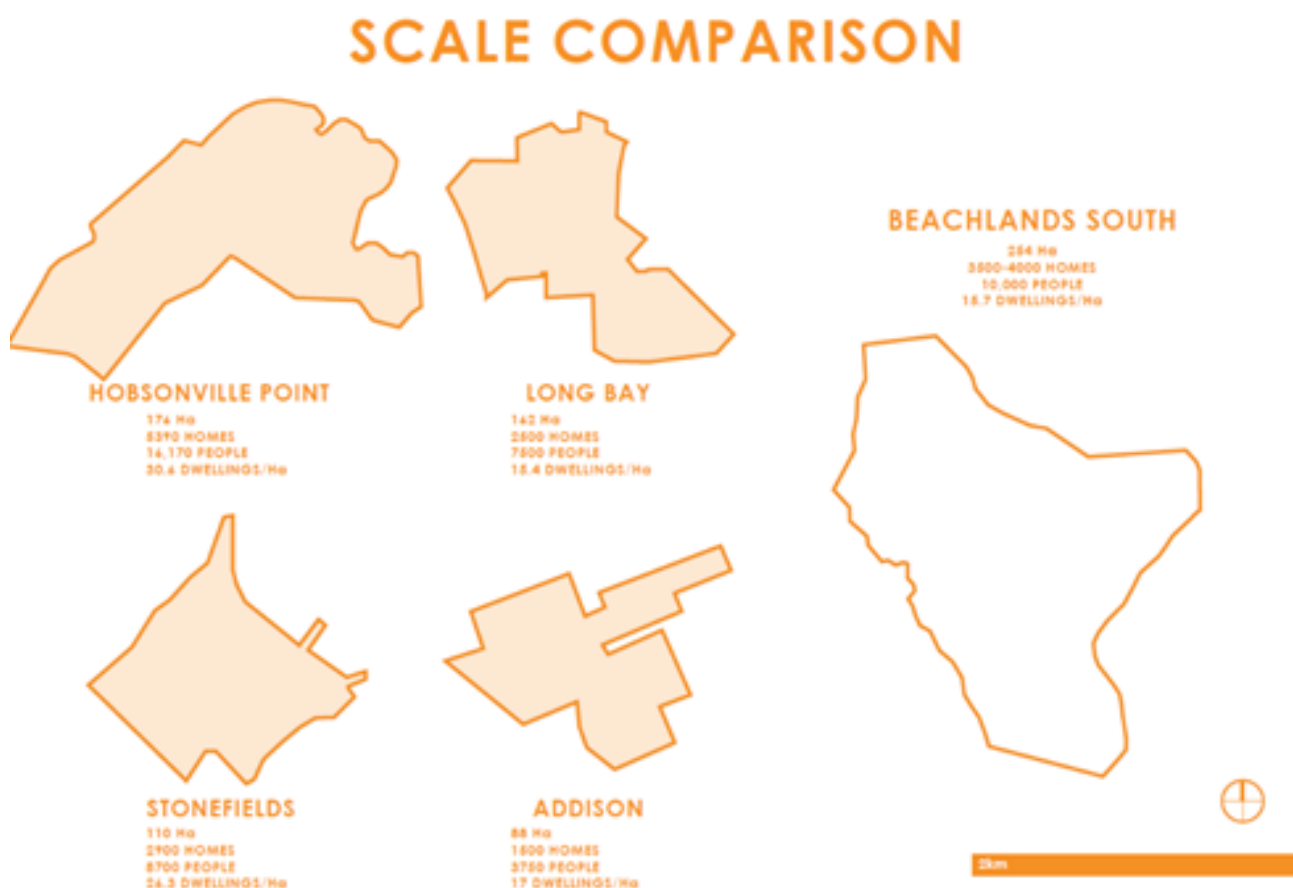 SCALE COMPARISON
HOBSONVILLE POINT
176 Ha
5390 HOMES
16,170 PEOPLE
30.6 DWELLINGS/Ha
LONG BAY
162 Ha
2500 HOMES
7500 PEOPLE
15.4 DWELLINGS/Ha
BEACHLANDS SOUTH
254 Ha
3500-4000 HOMES
10,000 PEOPLE
15.7 DWELLINGS/Ha
STONEFIELDS
110 Ha
2900 HOMES
8700 PEOPLE
26.3 DWELLINGS/Ha
ADDISON
88 Ha
1500 HOMES
3750 PEOPLE
17 DWELLINGS/Ha
2km